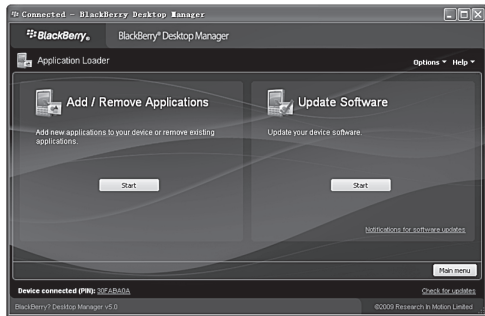 Connected - BlackBerry Desktop Manager
BlackBerry® BlackBerry® Desktop Manager
Application Loader Options Help
Add / Remove Applications
Add new applications to your device or remove existing
applications.
Start
Update Software
Update your device software.
Start
Notifications for software updates
Main menu
Device connected (PIN): 30FABA0A Check for updates
BlackBerry? Desktop Manager v5.0 ©2009 Research In Motion Limited